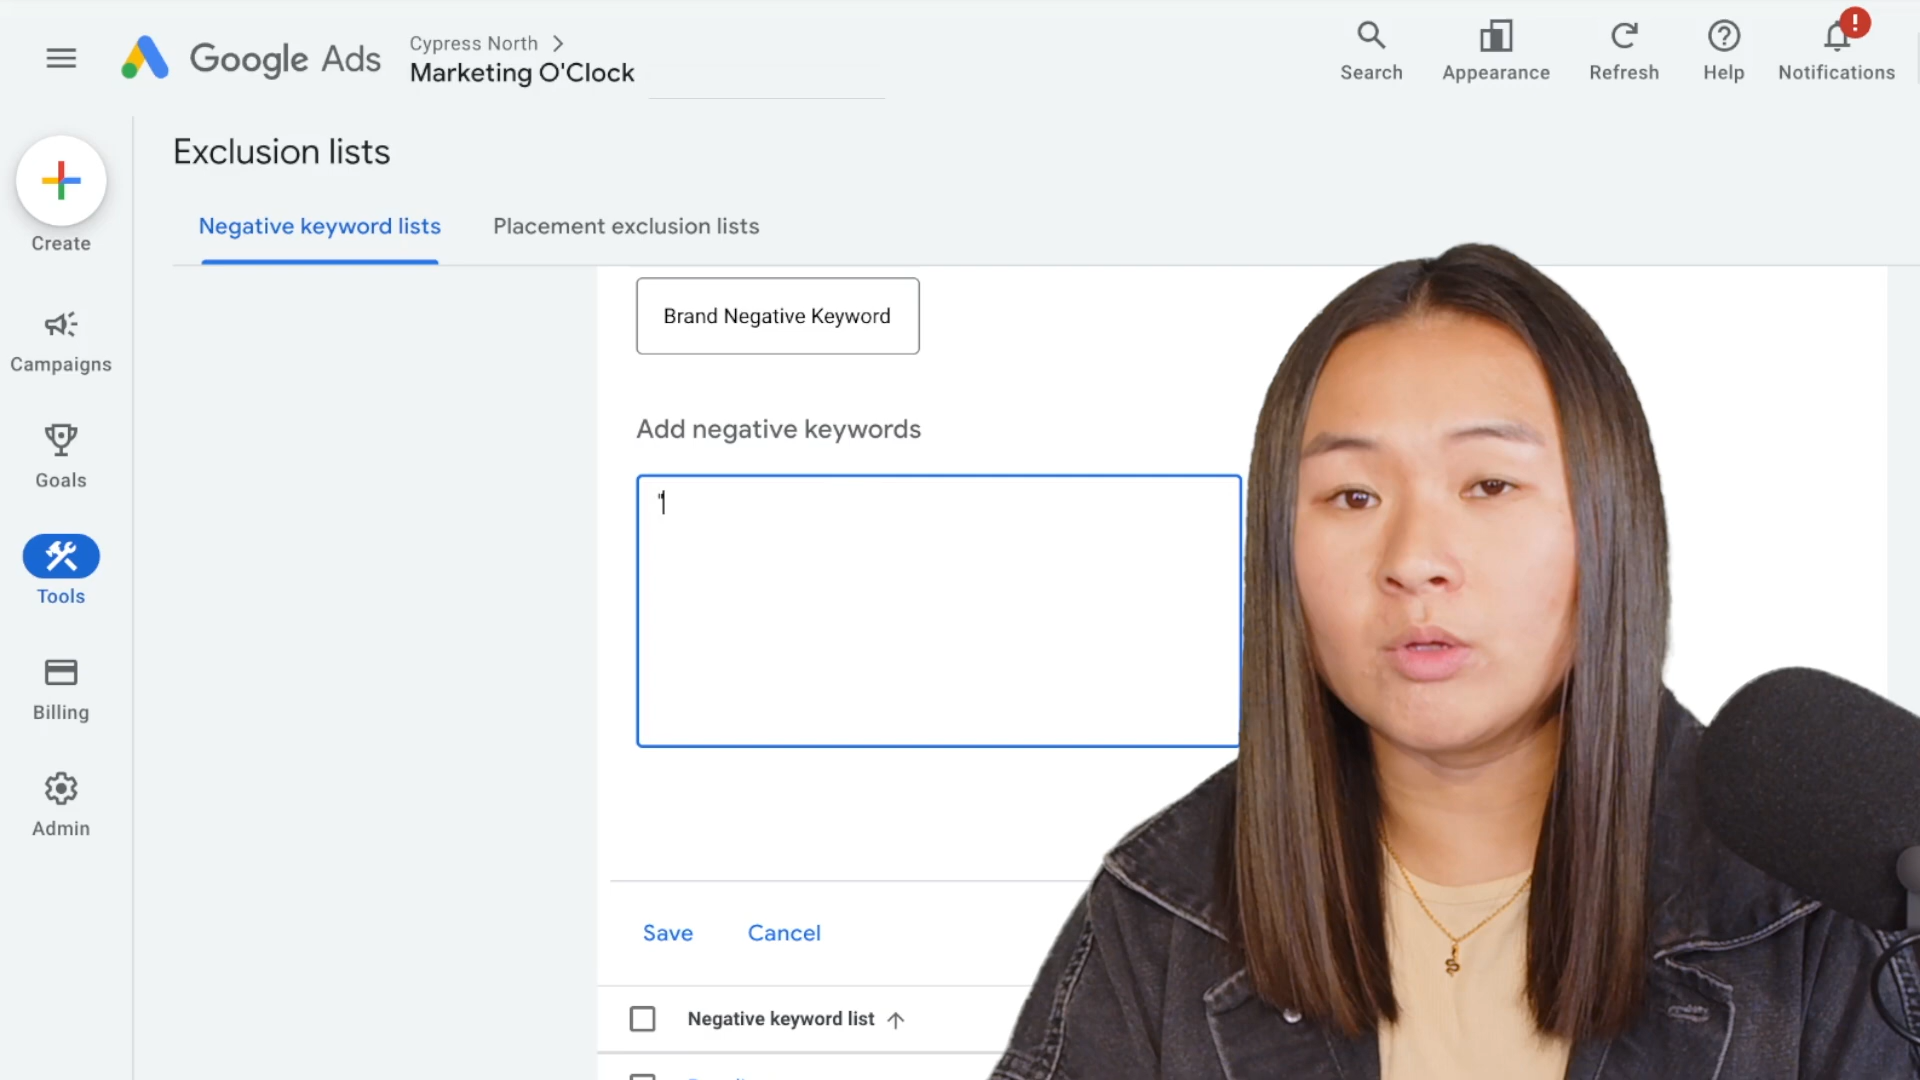 Google Ads
Cypress North
Marketing O'Clock
Search
Appearance
Refresh
Help
!
Notifications
Create
Campaigns
Goals
Tools
Billing
Admin
Exclusion lists
Negative keyword lists
Placement exclusion lists
Brand Negative Keyword
Add negative keywords
"
Save
Cancel
Negative keyword list